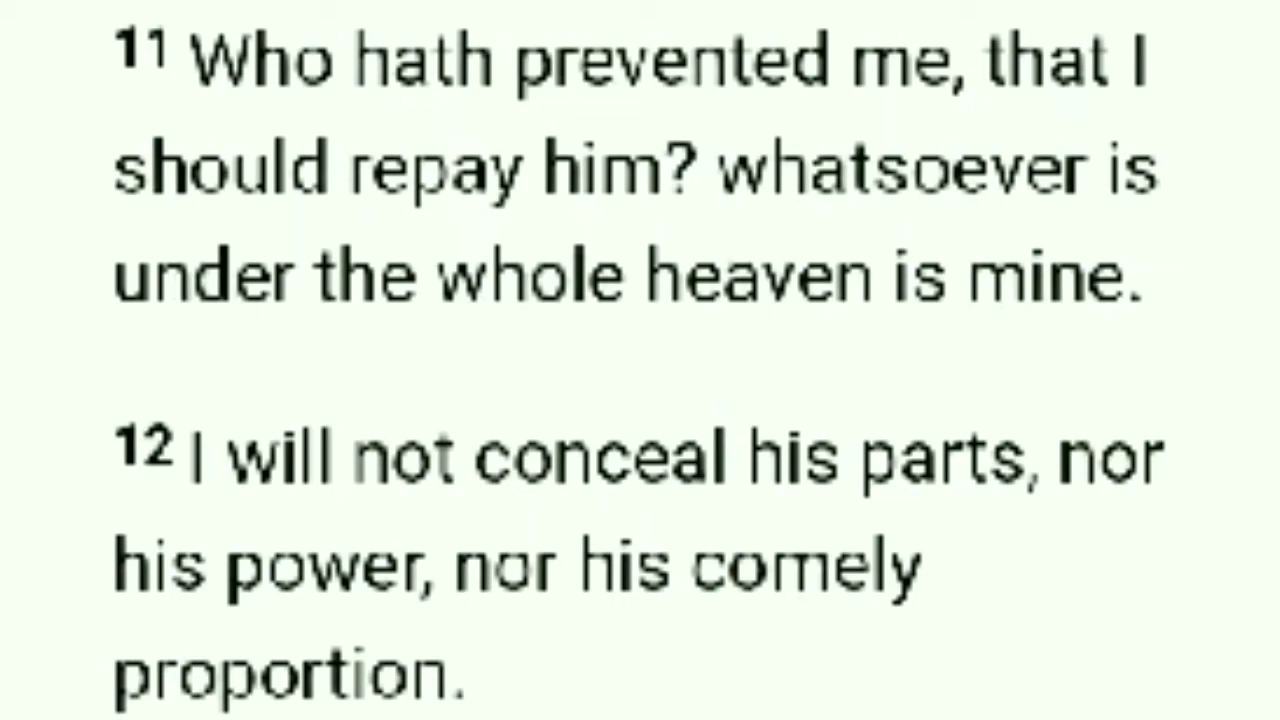 11 Who hath prevented me, that I
should repay him? whatsoever is
under the whole heaven is mine.
12 I will not conceal his parts, nor
his power, nor his comely
proportion.